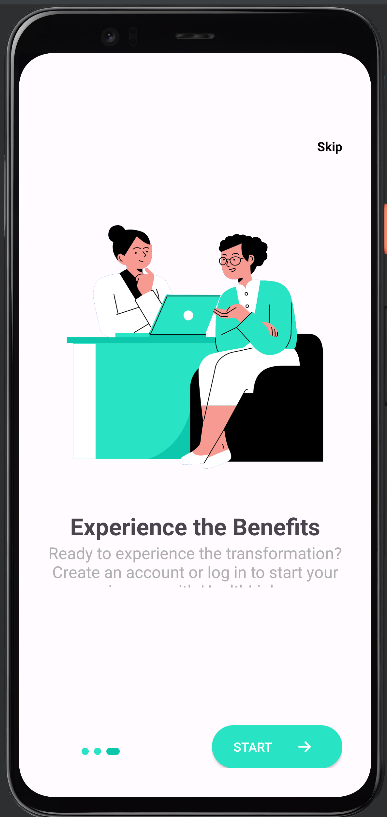 Skip
Experience the Benefits
Ready to experience the transformation?
Create an account or log in to start your
START